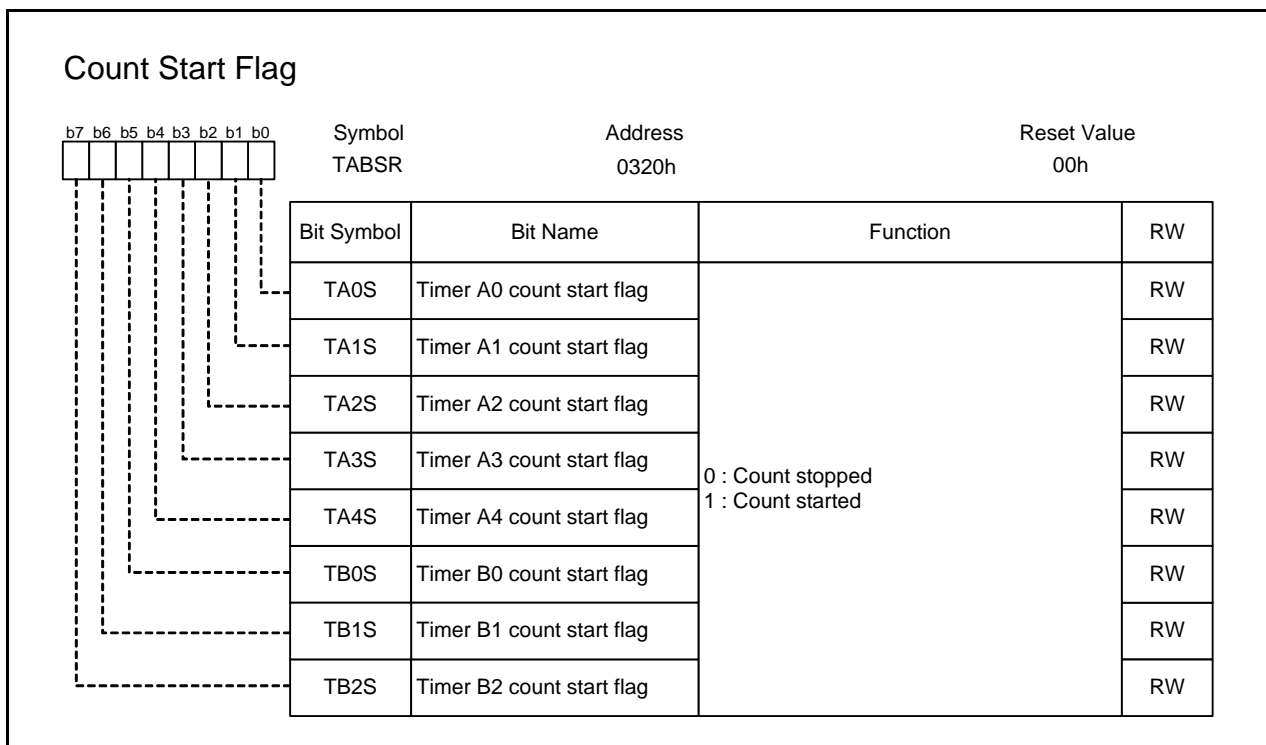 Count Start Flag
b7 b6 b5 b4 b3 b2 b1 b0
Symbol Address Reset Value
TABSR 0320h 00h
Bit Symbol Bit Name Function RW
TA0S Timer A0 count start flag RW
TA1S Timer A1 count start flag RW
TA2S Timer A2 count start flag RW
TA3S Timer A3 count start flag RW
0 : Count stopped
1 : Count started
TA4S Timer A4 count start flag RW
TB0S Timer B0 count start flag RW
TB1S Timer B1 count start flag RW
TB2S Timer B2 count start flag RW